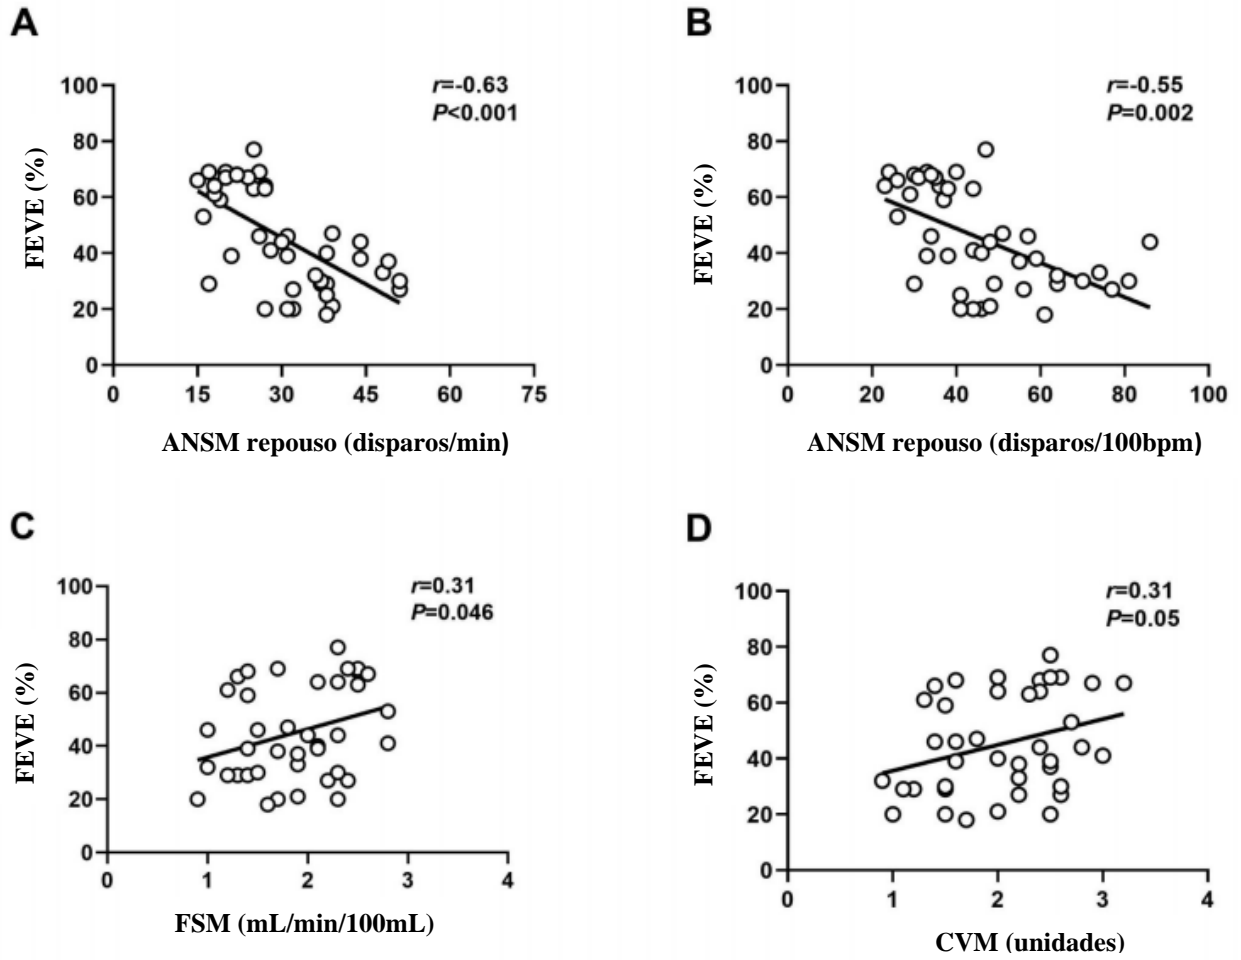 A
r=-0.63
P<0.001
100
80
60
40
20
0
FEVE (%)
0 15 30 45 60 75
ANSM repouso (disparos/min)
B
r=-0.55
P=0.002
100
80
60
40
20
0
FEVE (%)
0 20 40 60 80 100
ANSM repouso (disparos/100bpm)
C
r=0.31
P=0.046
100
80
60
40
20
0
FEVE (%)
0 1 2 3 4
FSM (mL/min/100mL)
D
r=0.31
P=0.05
100
80
60
40
20
0
FEVE (%)
0 1 2 3 4
CVM (unidades)